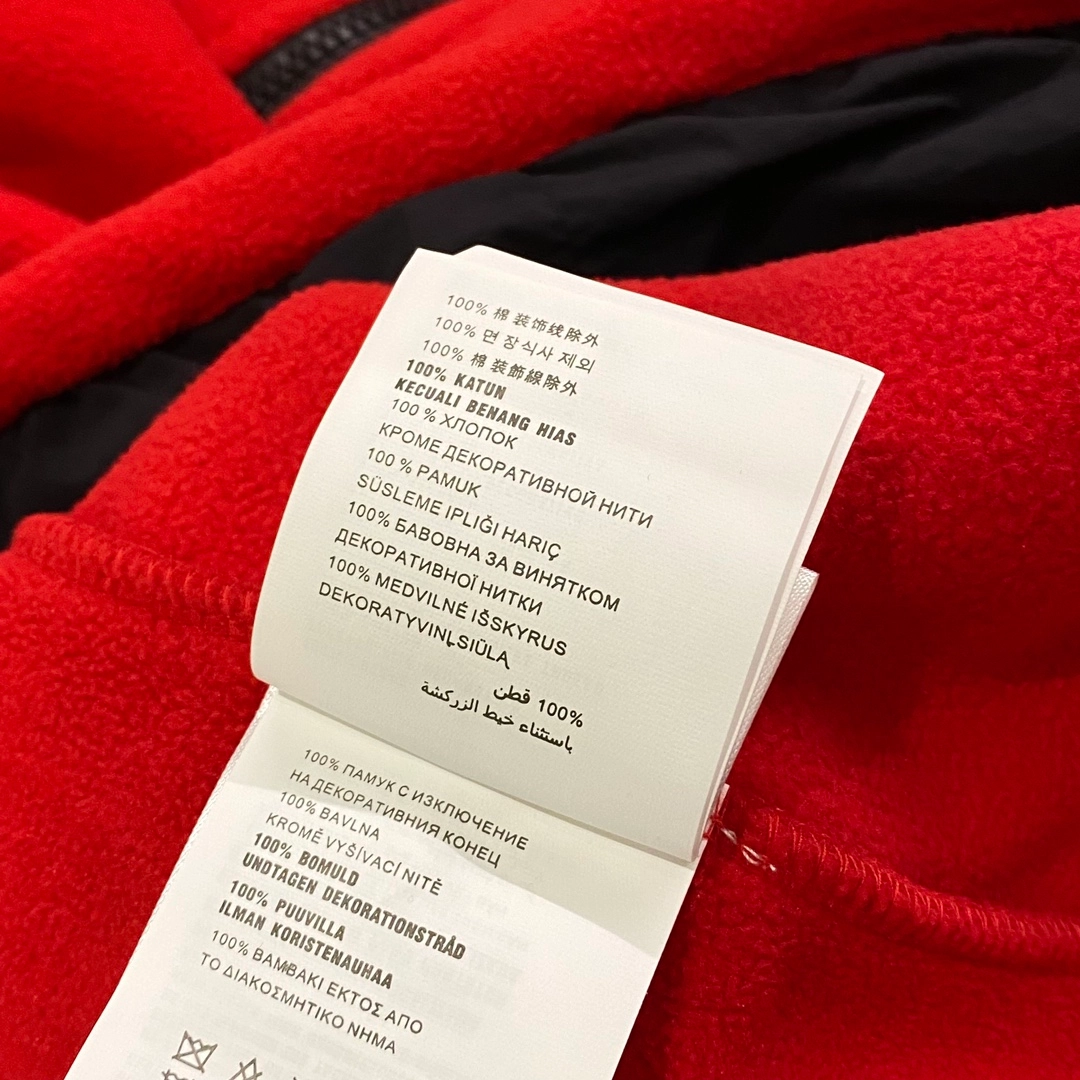 100% 棉 装饰线除外
100% 면 장식사 제외
100% 棉 裝飾線除外
100% KATUN
KECUALI BENANG HIAS
100 % ХЛОПОК
КРОМЕ ДЕКОРАТИВНОЙ НИТИ
100 % PAMUK
SÜSLEME IPLIĞI HARIÇ
100% БАВОВНА ЗА ВИНЯТКОМ
ДЕКОРАТИВНОЇ НИТКИ
100% MEDVILNĖ IŠSKYRUS
DEKORATYVINĮ SIŪLĄ
100% قطن
باستثناء خيط الزركشة
100% ПАМУК С ИЗКЛЮЧЕНИЕ
НА ДЕКОРАТИВНИЯ КОНЕЦ
100% BAVLNA
KROMĚ VYŠÍVACÍ NITĚ
100% BOMULD
UNDTAGEN DEKORATIONSTRÅD
100% PUUVILLA
ILMAN KORISTENAUHAA
100% ΒΑΜΒΑΚΙ ΕΚΤΟΣ ΑΠΟ
ΤΟ ΔΙΑΚΟΣΜΗΤΙΚΟ ΝΗΜΑ